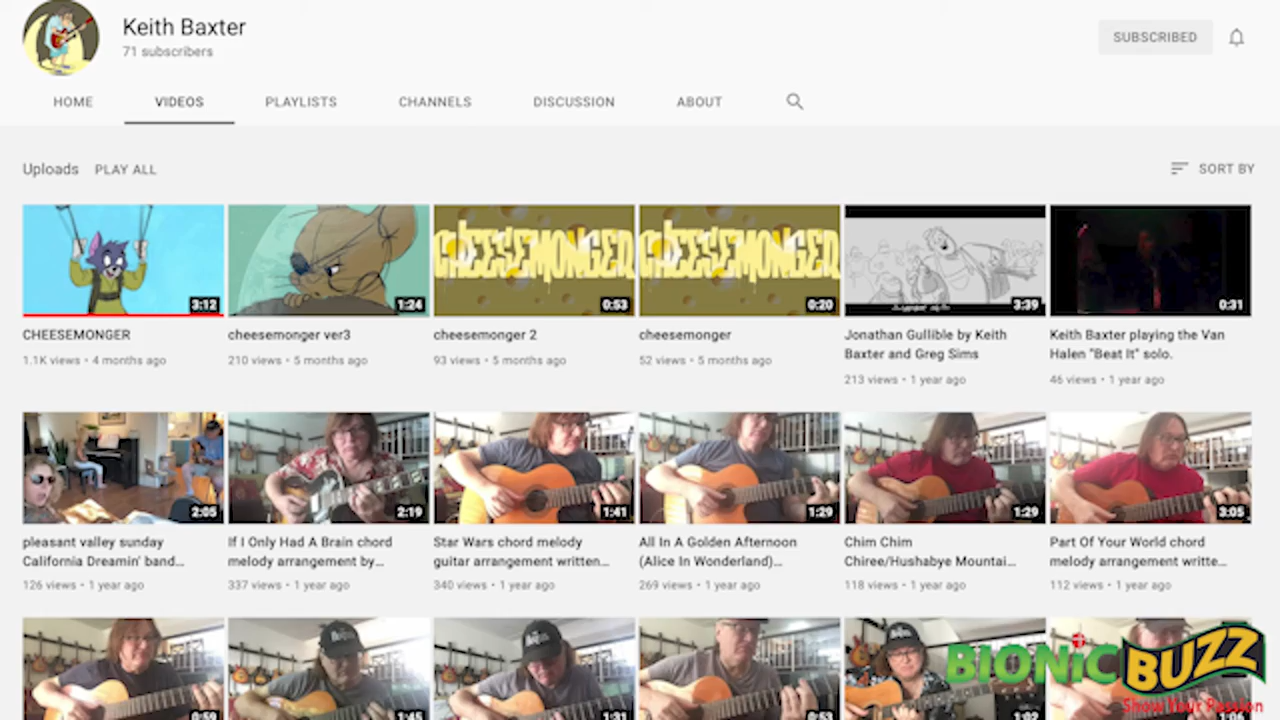 Keith Baxter
71 subscribers
SUBSCRIBED
HOME VIDEOS PLAYLISTS CHANNELS DISCUSSION ABOUT
Uploads PLAY ALL SORT BY
CHEESEMONGER CHEESEMONGER
3:12 1:24 0:53 0:20 3:39 0:31
CHEESEMONGER cheesemonger ver3 cheesemonger 2 cheesemonger Jonathan Gullible by Keith Keith Baxter playing the Van
Baxter and Greg Sims Halen "Beat It" solo.
1.1K views • 4 months ago 210 views • 5 months ago 93 views • 5 months ago 52 views • 5 months ago
213 views • 1 year ago 46 views • 1 year ago
2:05 2:19 1:41 1:29 1:29 3:05
pleasant valley sunday If I Only Had A Brain chord Star Wars chord melody All In A Golden Afternoon Chim Chim Part Of Your World chord
California Dreamin' band... melody arrangement by... guitar arrangement written... (Alice In Wonderland)... Chiree/Hushabye Mountai... melody arrangement writte...
126 views • 1 year ago 337 views • 1 year ago 340 views • 1 year ago 269 views • 1 year ago 118 views • 1 year ago 112 views • 1 year ago
BIONIC BUZZ
Show Your Passion
0:59 1:45 1:31 0:53 1:02